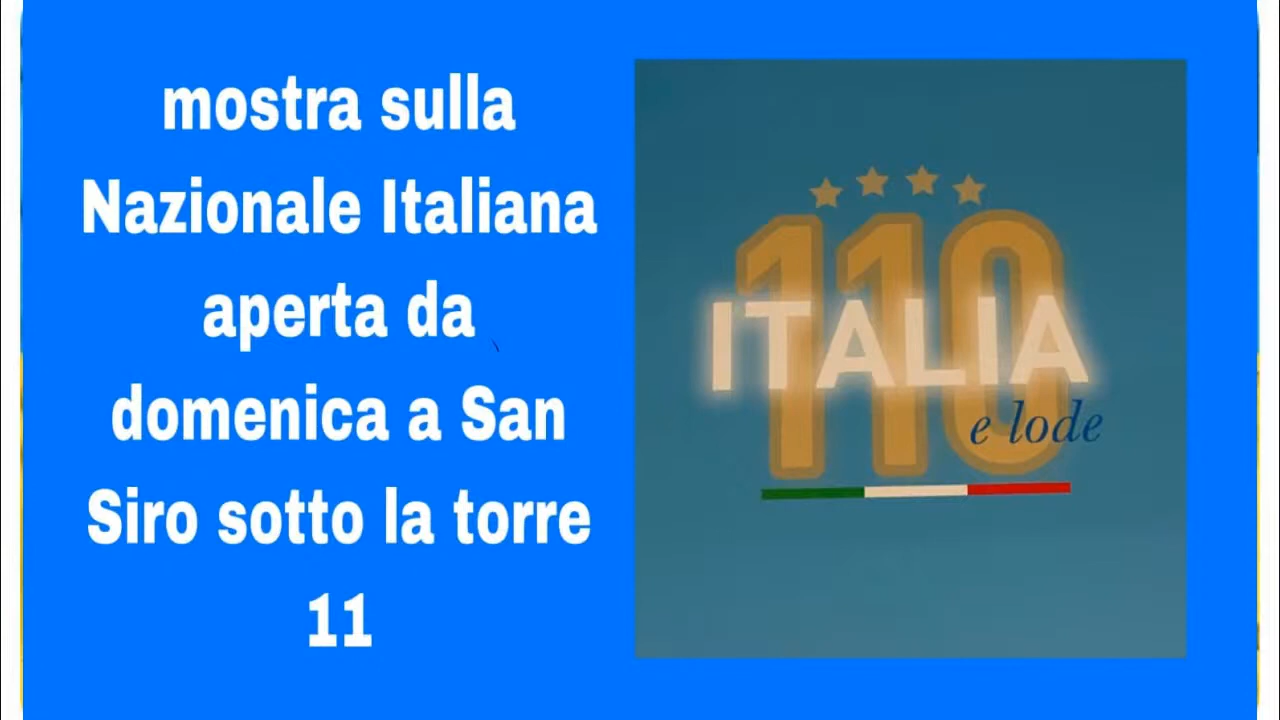 mostra sulla
Nazionale Italiana
aperta da
domenica a San
Siro sotto la torre
11
110
ITALIA
e lode